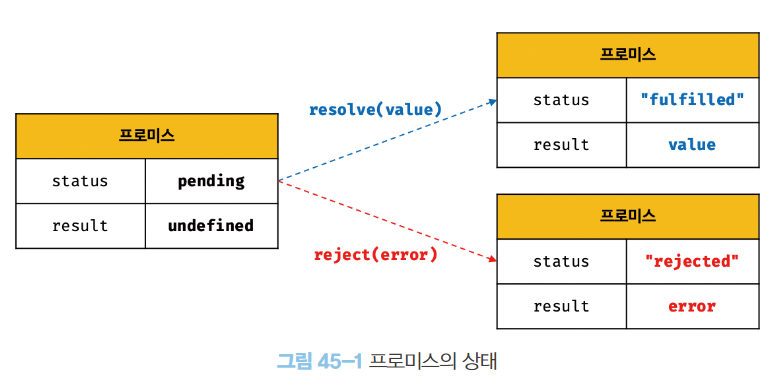 프로미스
status pending
result undefined
resolve(value)
reject(error)
프로미스
status "fulfilled"
result value
프로미스
status "rejected"
result error
그림 45-1 프로미스의 상태